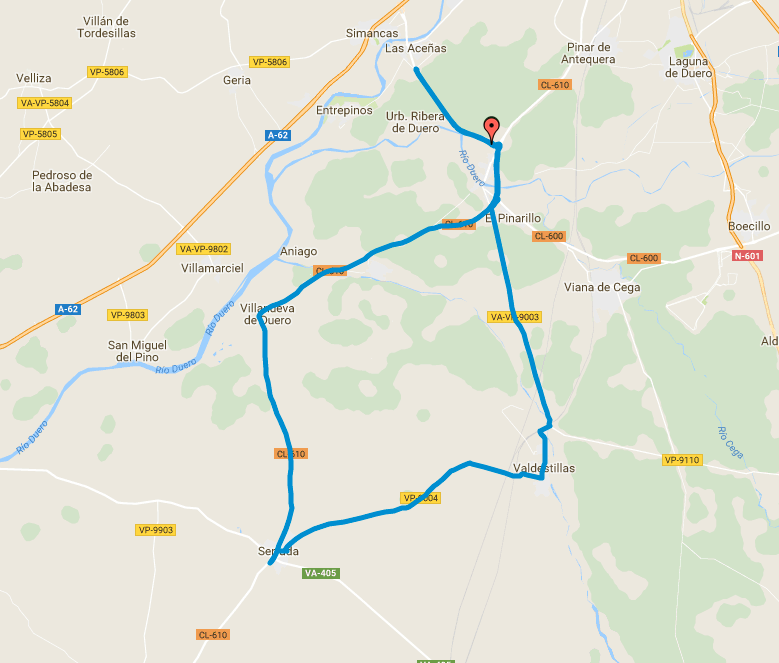 Villán de
Tordesillas
Simancas
Las Aceñas
Pinar de
Antequera
Laguna
de Duero
VP-5806
VP-5806
Velliza
Geria
CL-610
VA-VP-5804
Entrepinos
Urb. Ribera
de Duero
VP-5805
A-62
Río Duero
Pedroso de
la Abadesa
El Pinarillo
CL-610
Boecillo
CL-600
VA-VP-9802
Aniago
N-601
CL-600
Villamarciel
CL-610
Viana de Cega
A-62
VP-9803
Villanueva
de Duero
Río Duero
VA-VP-9003
San Miguel
del Pino
Río Duero
Río Duero
Río Cega
CL-610
VP-9110
Valdestillas
VP-9903
Serrada
VA-405
CL-610